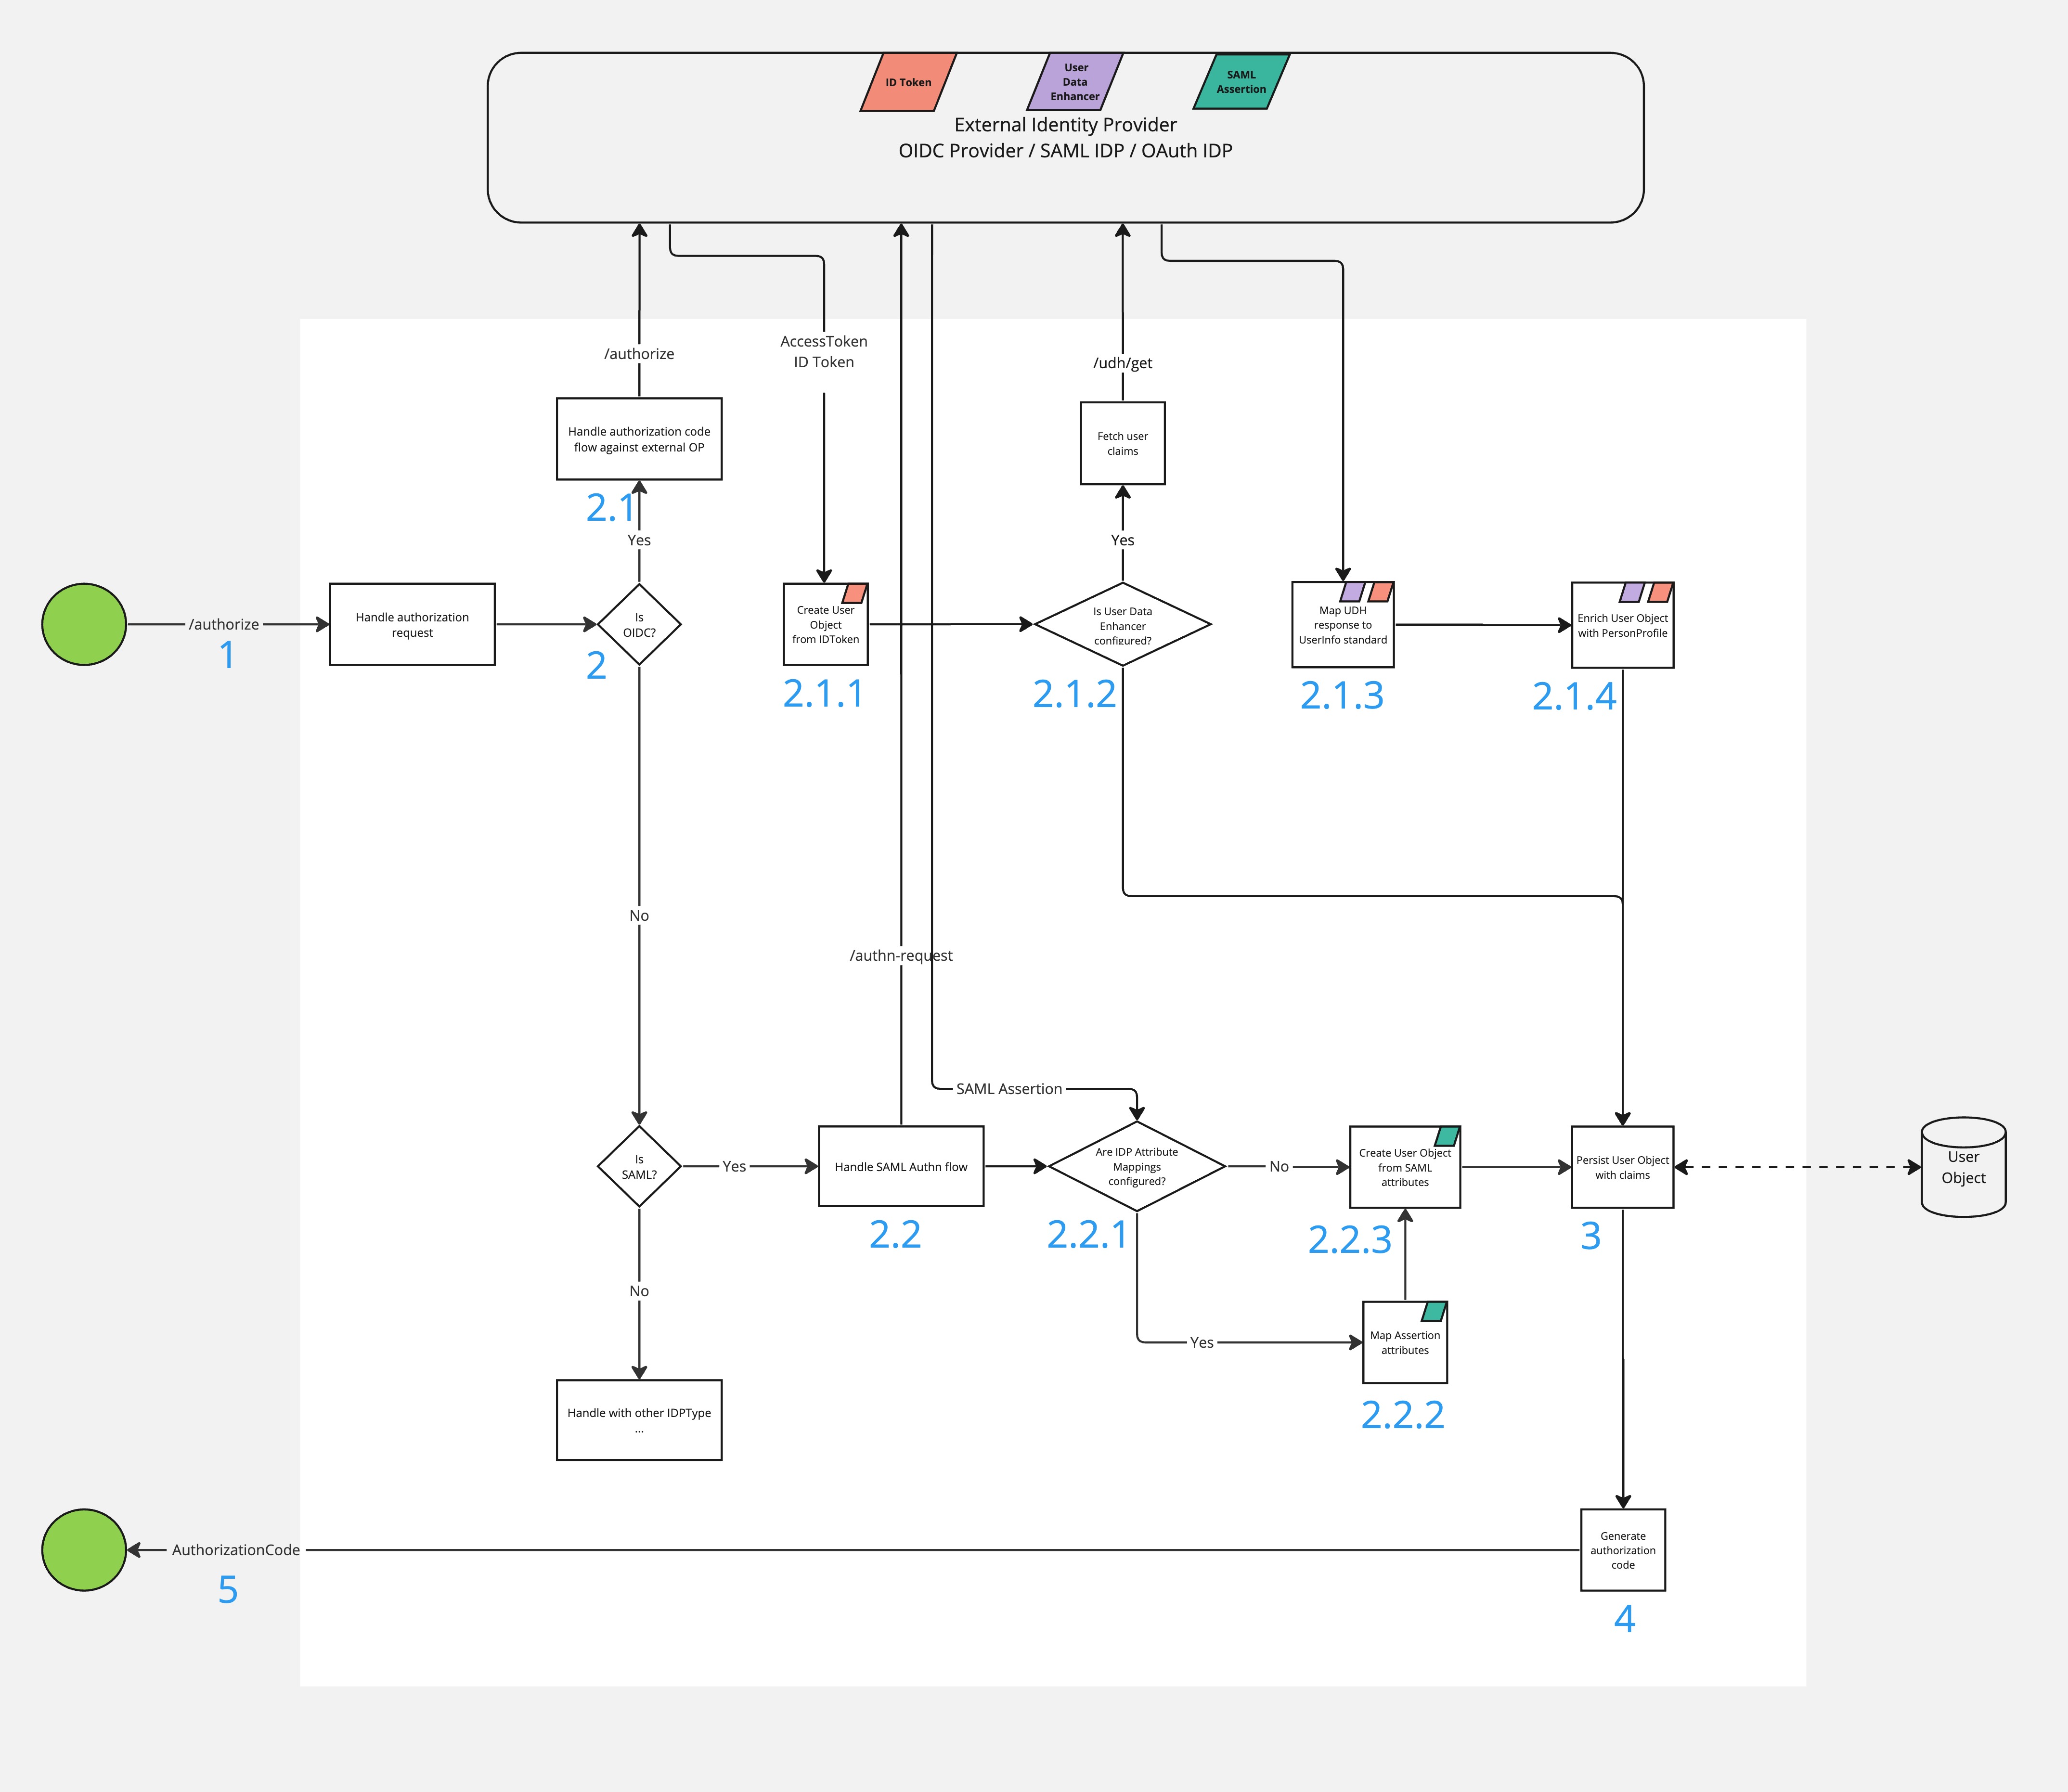 ID Token
User
Data
Enhancer
SAML
Assertion
External Identity Provider
OIDC Provider / SAML IDP / OAuth IDP
/authorize
AccessToken
ID Token
/udh/get
Handle authorization code
flow against external OP
2.1
Yes
Fetch user
claims
Yes
/authorize
1
Handle authorization
request
Is
OIDC?
2
Create User
Object
from IDToken
2.1.1
Is User Data
Enhancer
configured?
2.1.2
Map UDH
response to
UserInfo standard
2.1.3
Enrich User Object
with PersonProfile
2.1.4
No
/authn-request
SAML Assertion
Is
SAML?
Yes
Handle SAML Authn flow
2.2
Are IDP Attribute
Mappings
configured?
2.2.1
No
Create User Object
from SAML
attributes
2.2.3
Persist User Object
with claims
3
User
Object
No
Yes
Map Assertion
attributes
2.2.2
Handle with other IDPType
...
AuthorizationCode
5
Generate
authorization
code
4